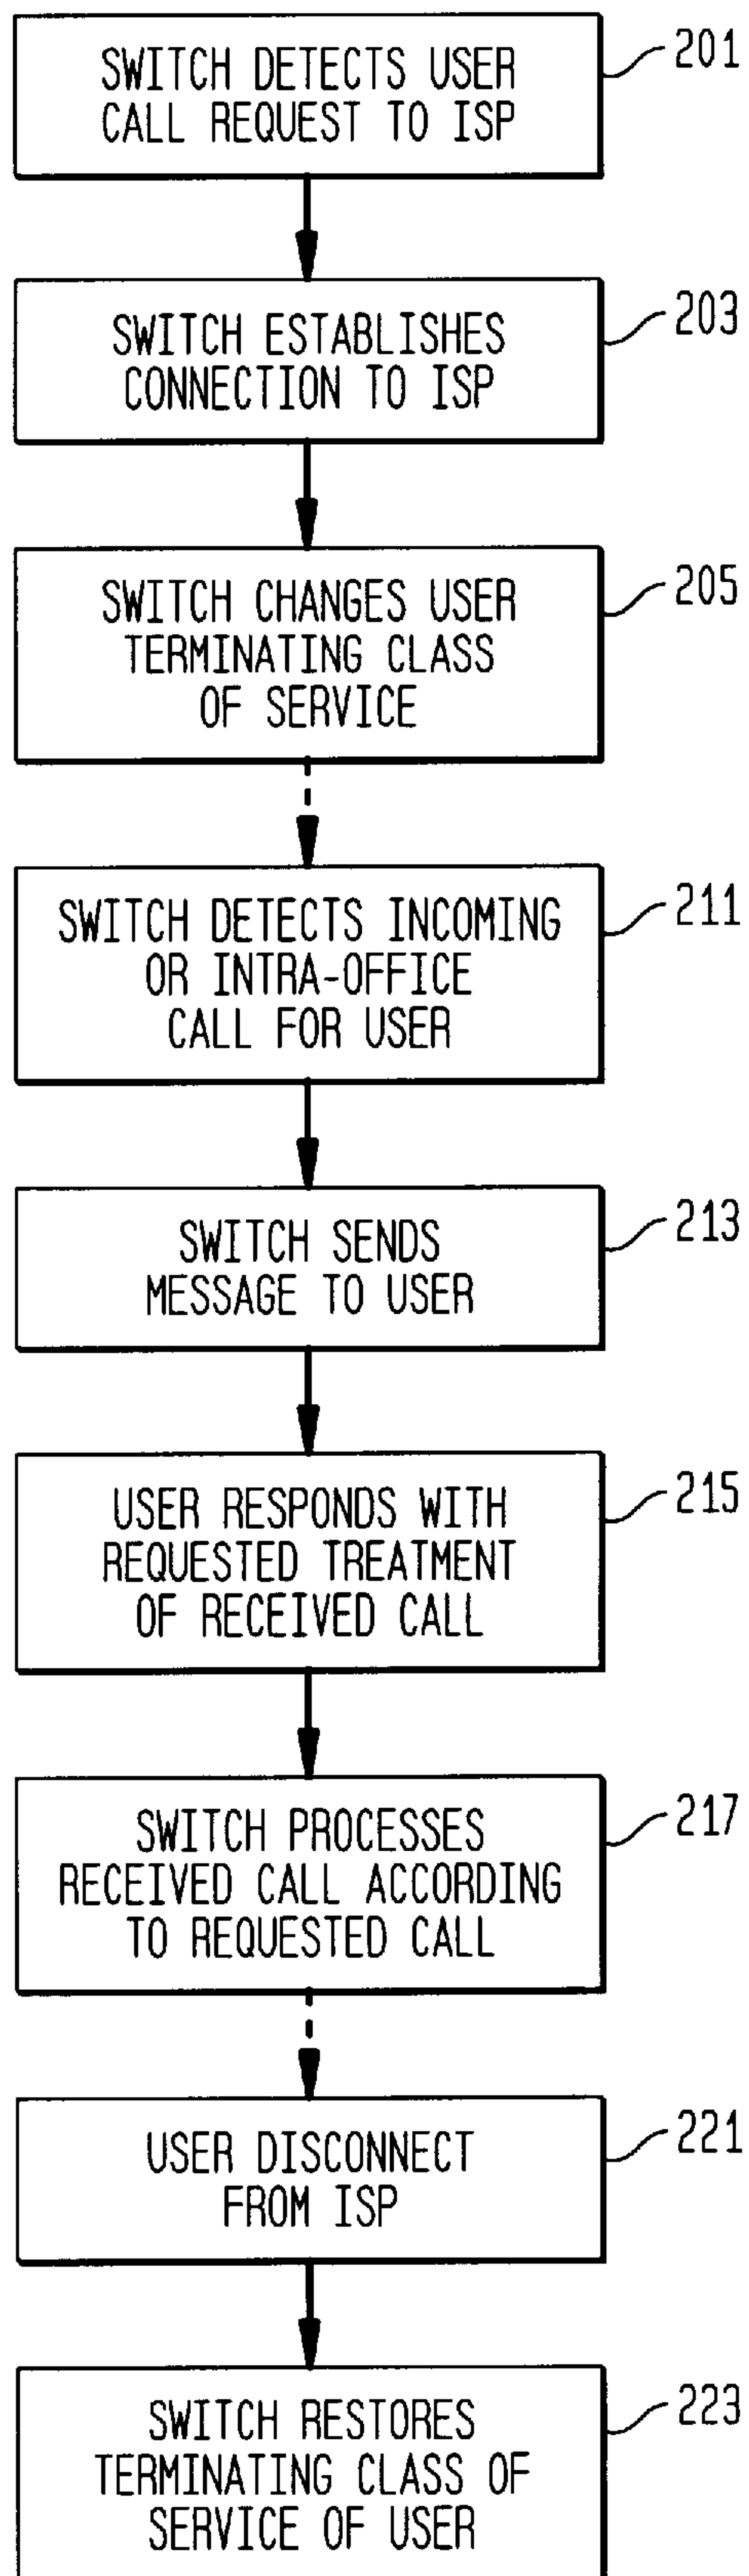 SWITCH DETECTS USER
CALL REQUEST TO ISP
201
SWITCH ESTABLISHES
CONNECTION TO ISP
203
SWITCH CHANGES USER
TERMINATING CLASS
OF SERVICE
205
SWITCH DETECTS INCOMING
OR INTRA-OFFICE
CALL FOR USER
211
SWITCH SENDS
MESSAGE TO USER
213
USER RESPONDS WITH
REQUESTED TREATMENT
OF RECEIVED CALL
215
SWITCH PROCESSES
RECEIVED CALL ACCORDING
TO REQUESTED CALL
217
USER DISCONNECT
FROM ISP
221
SWITCH RESTORES
TERMINATING CLASS OF
SERVICE OF USER
223